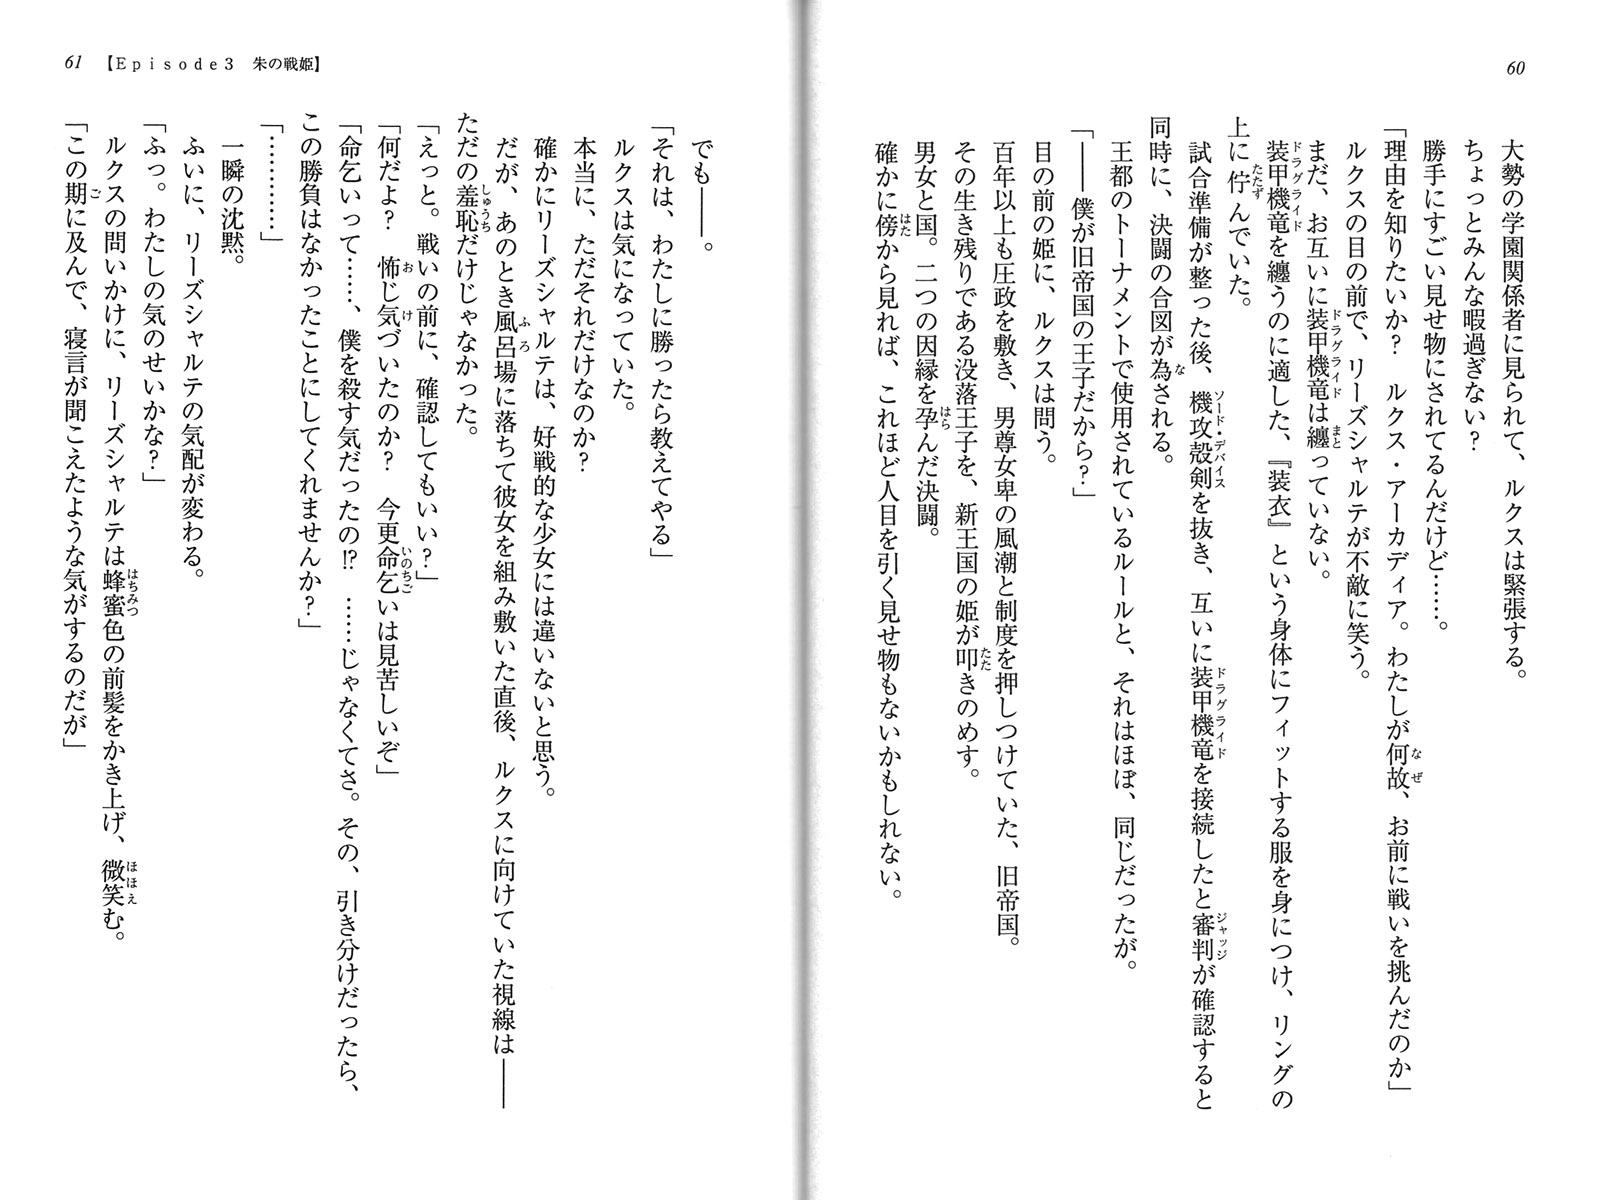 60
大勢の学園関係者に見られて、ルクスは緊張する。
ちょっとみんな暇過ぎない？
勝手にすごい見せ物にされてるんだけど……。
「理由を知りたいか？　ルクス・アーカディア。わたしが何故、お前に戦いを挑んだのか」
ルクスの目の前で、リーズシャルテが不敵に笑う。
まだ、お互いに装甲機竜は纏っていない。
装甲機竜を纏うのに適した、『装衣』という身体にフィットする服を身につけ、リングの
上に佇んでいた。
試合準備が整った後、機攻殻剣を抜き、互いに装甲機竜を接続したと審判が確認すると
同時に、決闘の合図が為される。
王都のトーナメントで使用されているルールと、それはほぼ、同じだったが。
「――僕が旧帝国の王子だから？」
目の前の姫に、ルクスは問う。
百年以上も圧政を敷き、男尊女卑の風潮と制度を押しつけていた、旧帝国。
その生き残りである没落王子を、新王国の姫が叩きのめす。
男女と国。二つの因縁を孕んだ決闘。
確かに傍から見れば、これほど人目を引く見せ物もないかもしれない。
61 【Episode3　朱の戦姫】
でも――。
「それは、わたしに勝ったら教えてやる」
ルクスは気になっていた。
本当に、ただそれだけなのか？
確かにリーズシャルテは、好戦的な少女には違いないと思う。
だが、あのとき風呂場に落ちて彼女を組み敷いた直後、ルクスに向けていた視線は――
ただの羞恥だけじゃなかった。
「えっと。戦いの前に、確認してもいい？」
「何だよ？　怖じ気づいたのか？　今更命乞いは見苦しいぞ」
「命乞いって……、僕を殺す気だったの!?　……じゃなくてさ。その、引き分けだったら、
この勝負はなかったことにしてくれませんか？」
「…………」
一瞬の沈黙。
ふいに、リーズシャルテの気配が変わる。
「ふっ。わたしの気のせいかな？」
ルクスの問いかけに、リーズシャルテは蜂蜜色の前髪をかき上げ、微笑む。
「この期に及んで、寝言が聞こえたような気がするのだが」